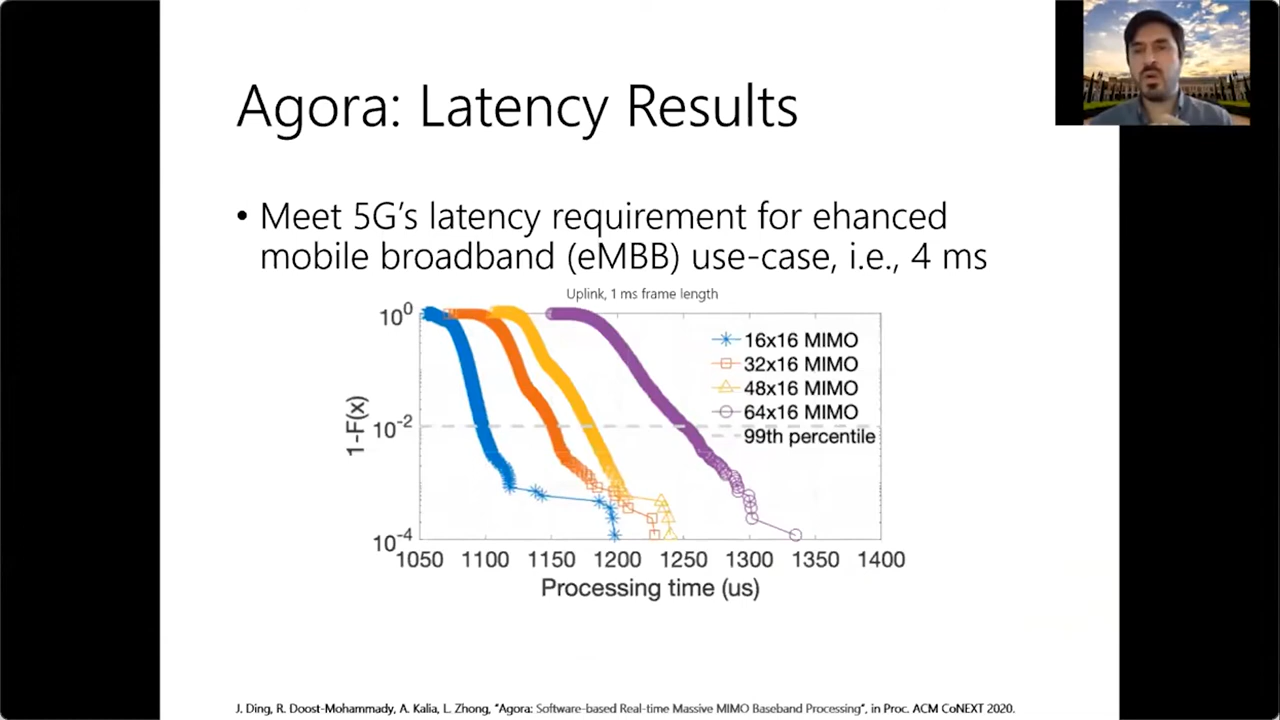 Agora: Latency Results
• Meet 5G’s latency requirement for ehanced
mobile broadband (eMBB) use-case, i.e., 4 ms
Uplink, 1 ms frame length
10⁰
10⁻²
10⁻⁴
1-F(x)
16x16 MIMO
32x16 MIMO
48x16 MIMO
64x16 MIMO
99th percentile
1050 1100 1150 1200 1250 1300 1350 1400
Processing time (us)
J. Ding, R. Doost-Mohammady, A. Kalia, L. Zhong, “Agora: Software-based Real-time Massive MIMO Baseband Processing”, in Proc. ACM CoNEXT 2020.